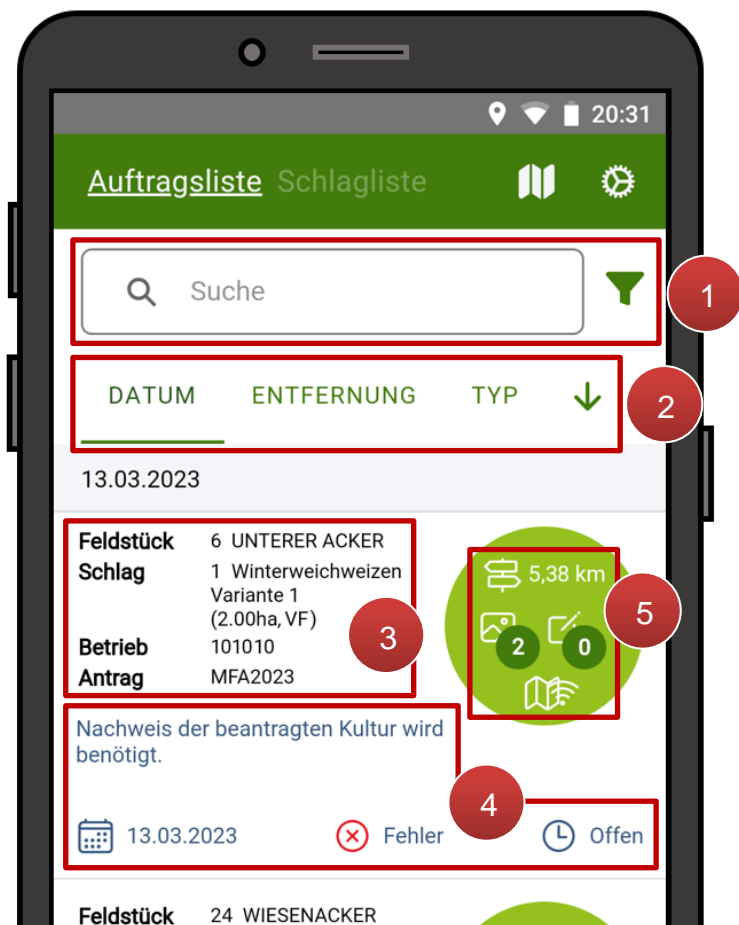 20:31
Auftragsliste Schlagliste
Suche
1
DATUM ENTFERNUNG TYP
2
13.03.2023
Feldstück 6 UNTERER ACKER
Schlag 1 Winterweichweizen
Variante 1
(2.00ha, VF)
Betrieb 101010
Antrag MFA2023
3
5,38 km
2 0
5
Nachweis der beantragten Kultur wird
benötigt.
4
13.03.2023 Fehler Offen
Feldstück 24 WIESENACKER